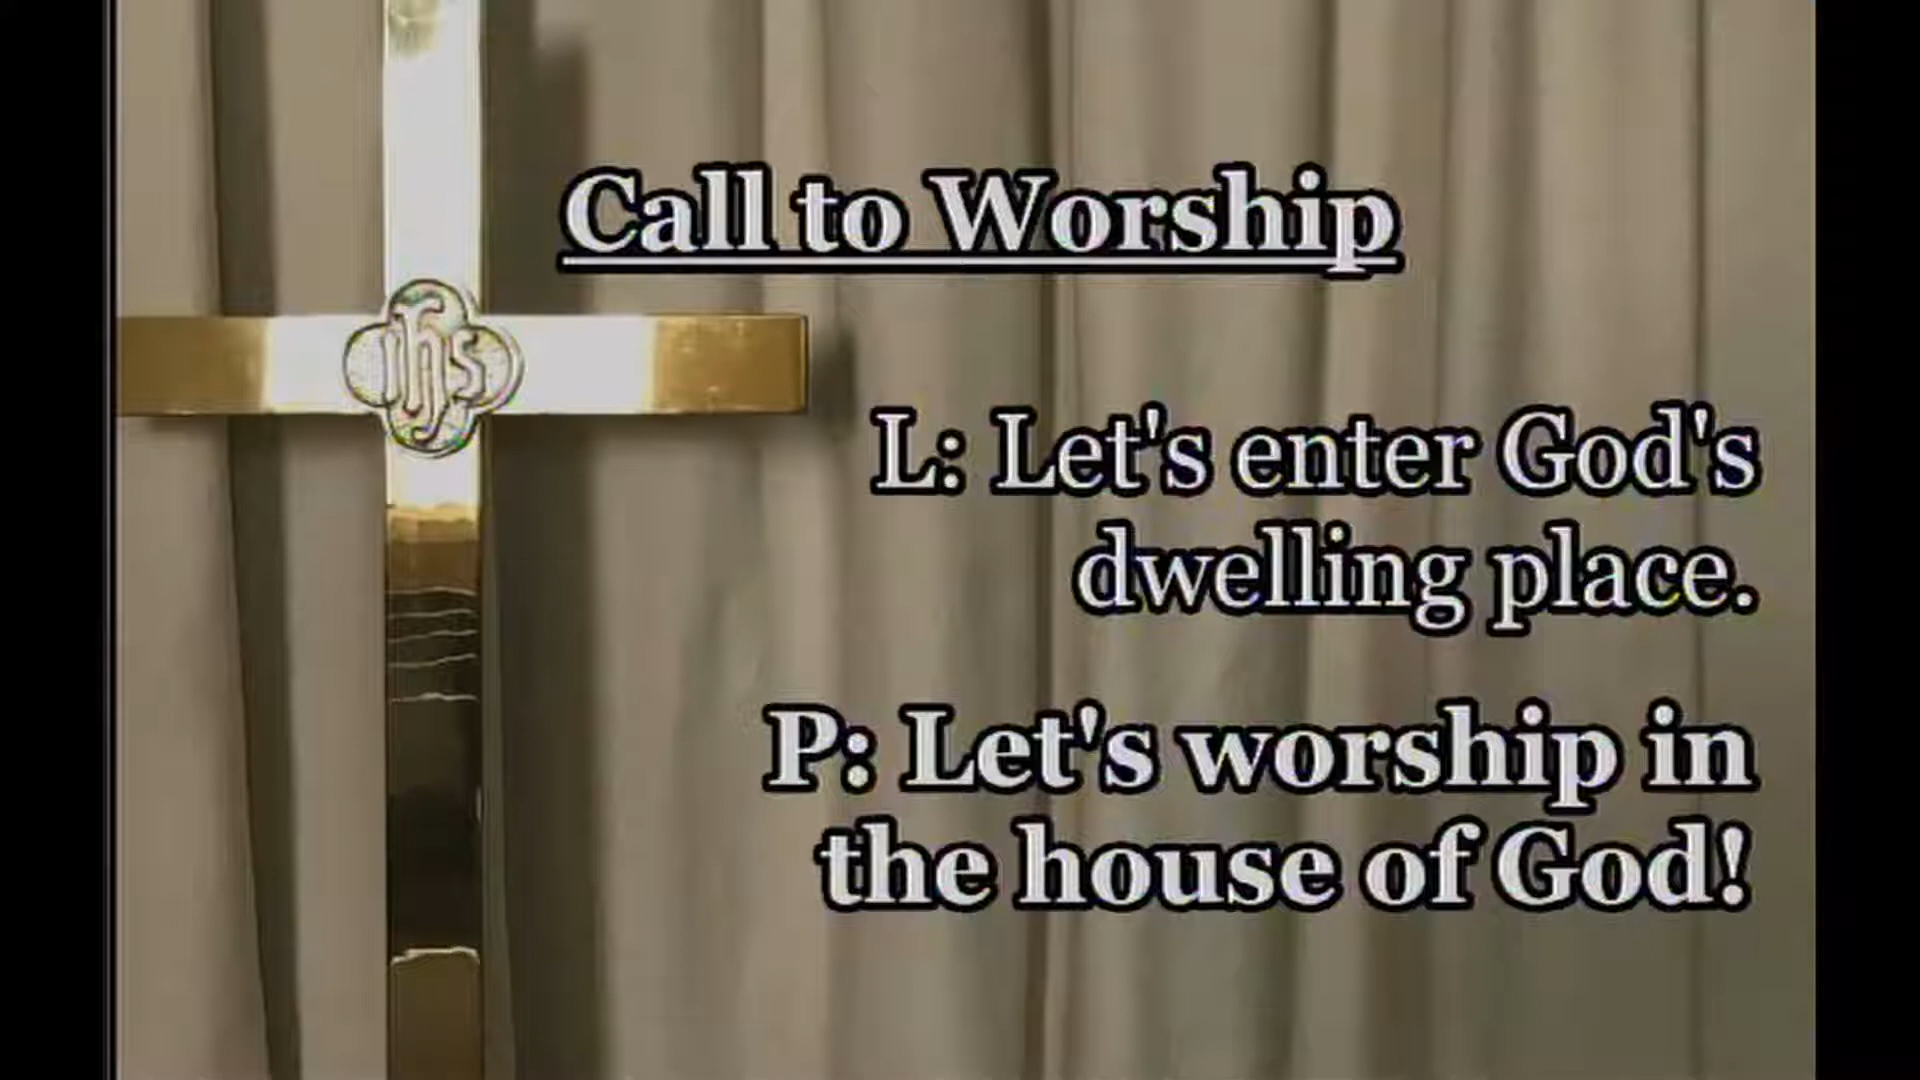 Call to Worship
ihs
L: Let's enter God's
dwelling place.
P: Let's worship in
the house of God!